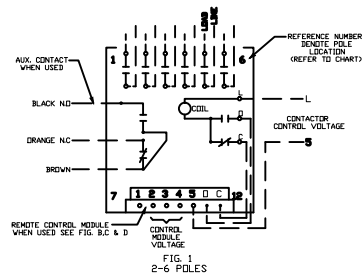 LOAD
LINE
1
6
REFERENCE NUMBER
DENOTE POLE
LOCATION
(REFER TO CHART)
AUX. CONTACT
WHEN USED
BLACK N.O
COIL
L
L
O
CONTACTOR
CONTROL VOLTAGE
ORANGE N.C
C
5
BROWN
7
1 2 3 4 5 O C
12
REMOTE CONTROL MODULE
WHEN USED SEE FIG. B,C & D
CONTROL
MODULE
VOLTAGE
FIG. 1
2-6 POLES